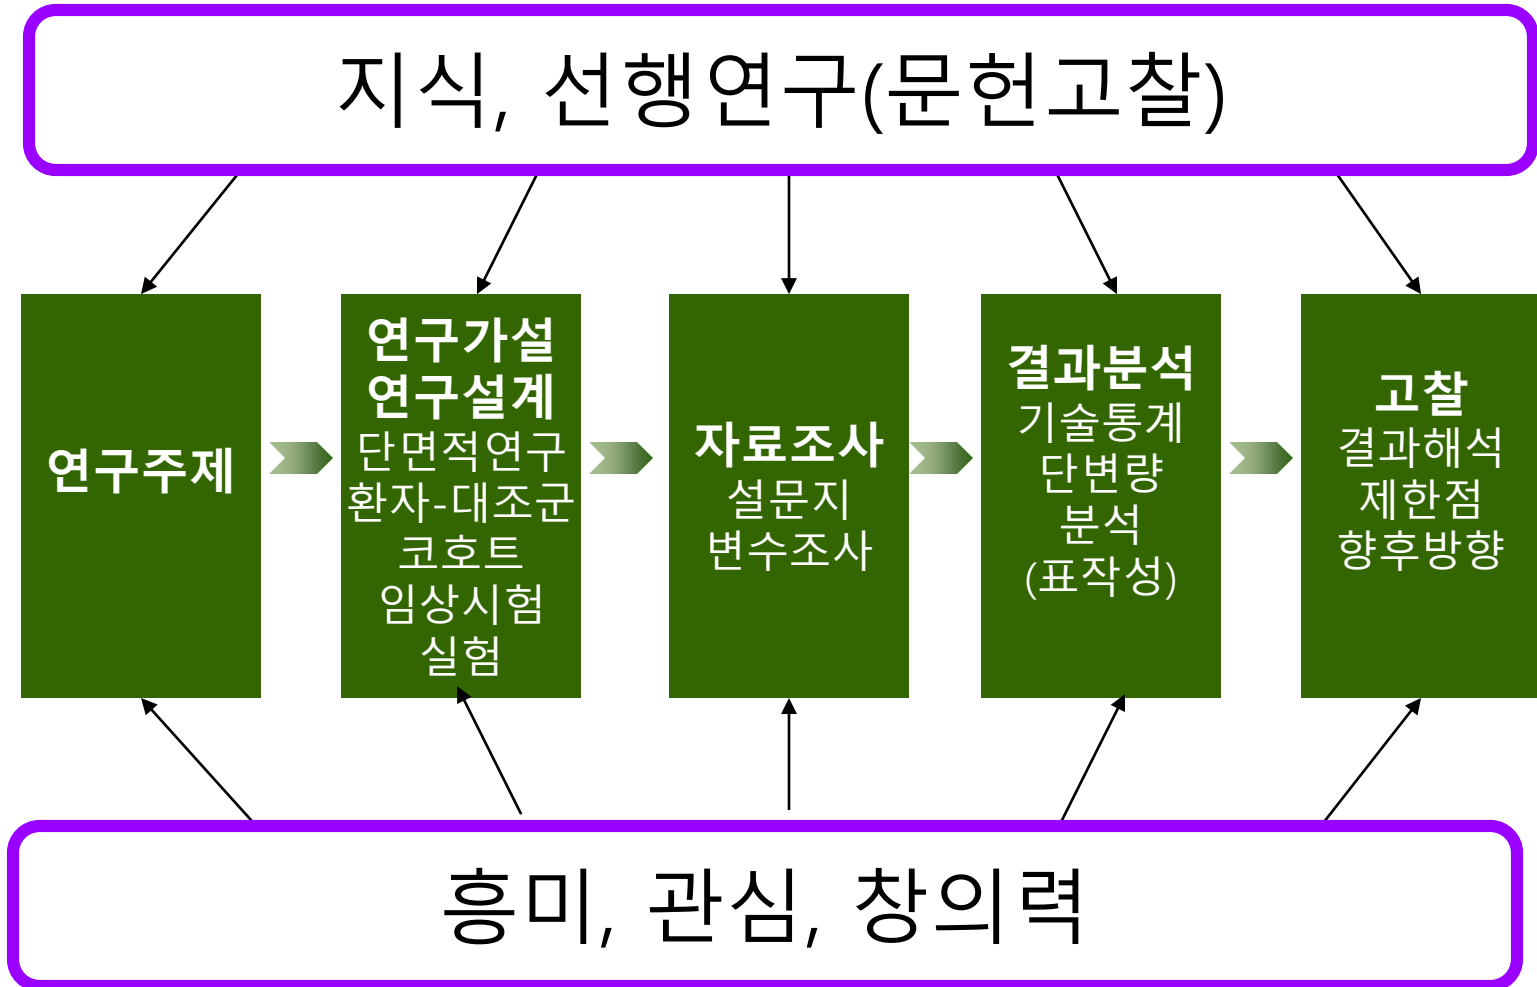 지식, 선행연구(문헌고찰)
연구주제
연구가설
연구설계
단면적연구
환자-대조군
코호트
임상시험
실험
자료조사
설문지
변수조사
결과분석
기술통계
단변량
분석
(표작성)
고찰
결과해석
제한점
향후방향
흥미, 관심, 창의력